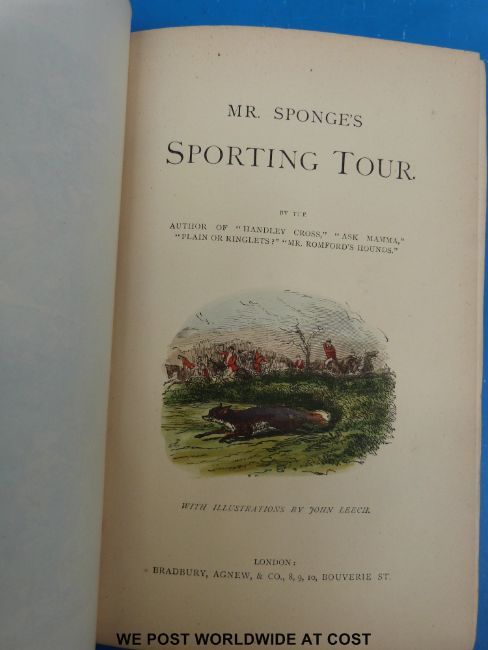 MR. SPONGE'S
SPORTING TOUR.
BY THE
AUTHOR OF "HANDLEY CROSS," "ASK MAMMA,"
"PLAIN OR RINGLETS?" "MR. ROMFORD'S HOUNDS."
WITH ILLUSTRATIONS BY JOHN LEECH.
LONDON:
BRADBURY, AGNEW, & CO., 8, 9, 10, BOUVERIE ST.
WE POST WORLDWIDE AT COST